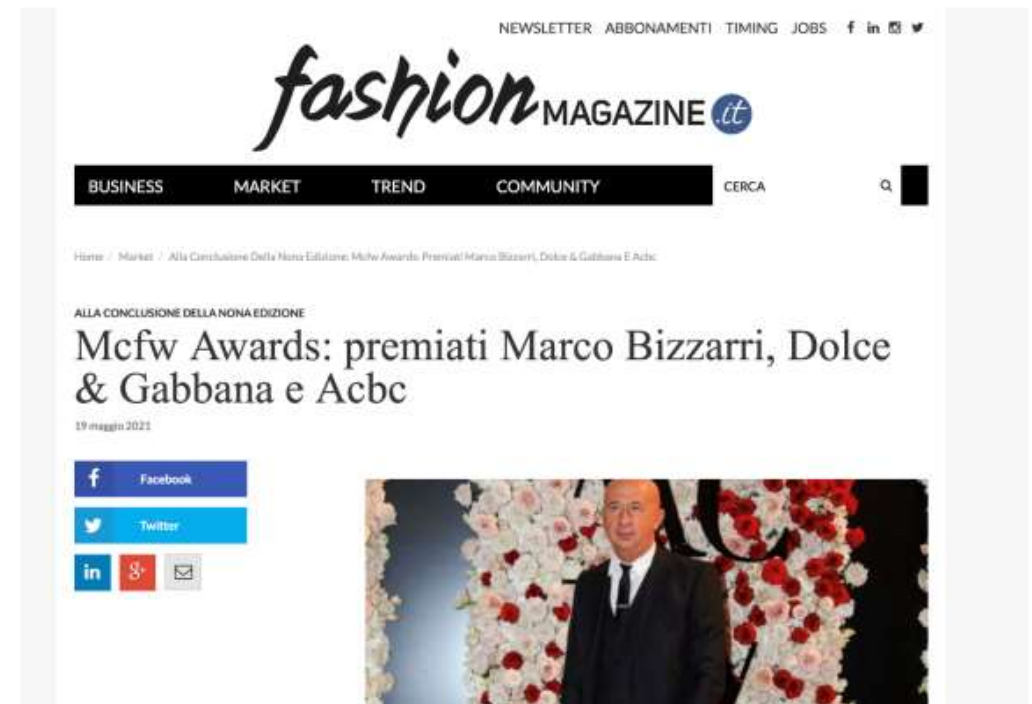 NEWSLETTER ABBONAMENTI TIMING JOBS
fashion MAGAZINE .it
BUSINESS MARKET TREND COMMUNITY CERCA
Home / Market / Alla Conclusione Della Nona Edizione: Mcfw Awards: Premiati Marco Bizzarri, Dolce & Gabbana E Acbc
ALLA CONCLUSIONE DELLA NONA EDIZIONE
Mcfw Awards: premiati Marco Bizzarri, Dolce
& Gabbana e Acbc
19 maggio 2021
Facebook
Twitter